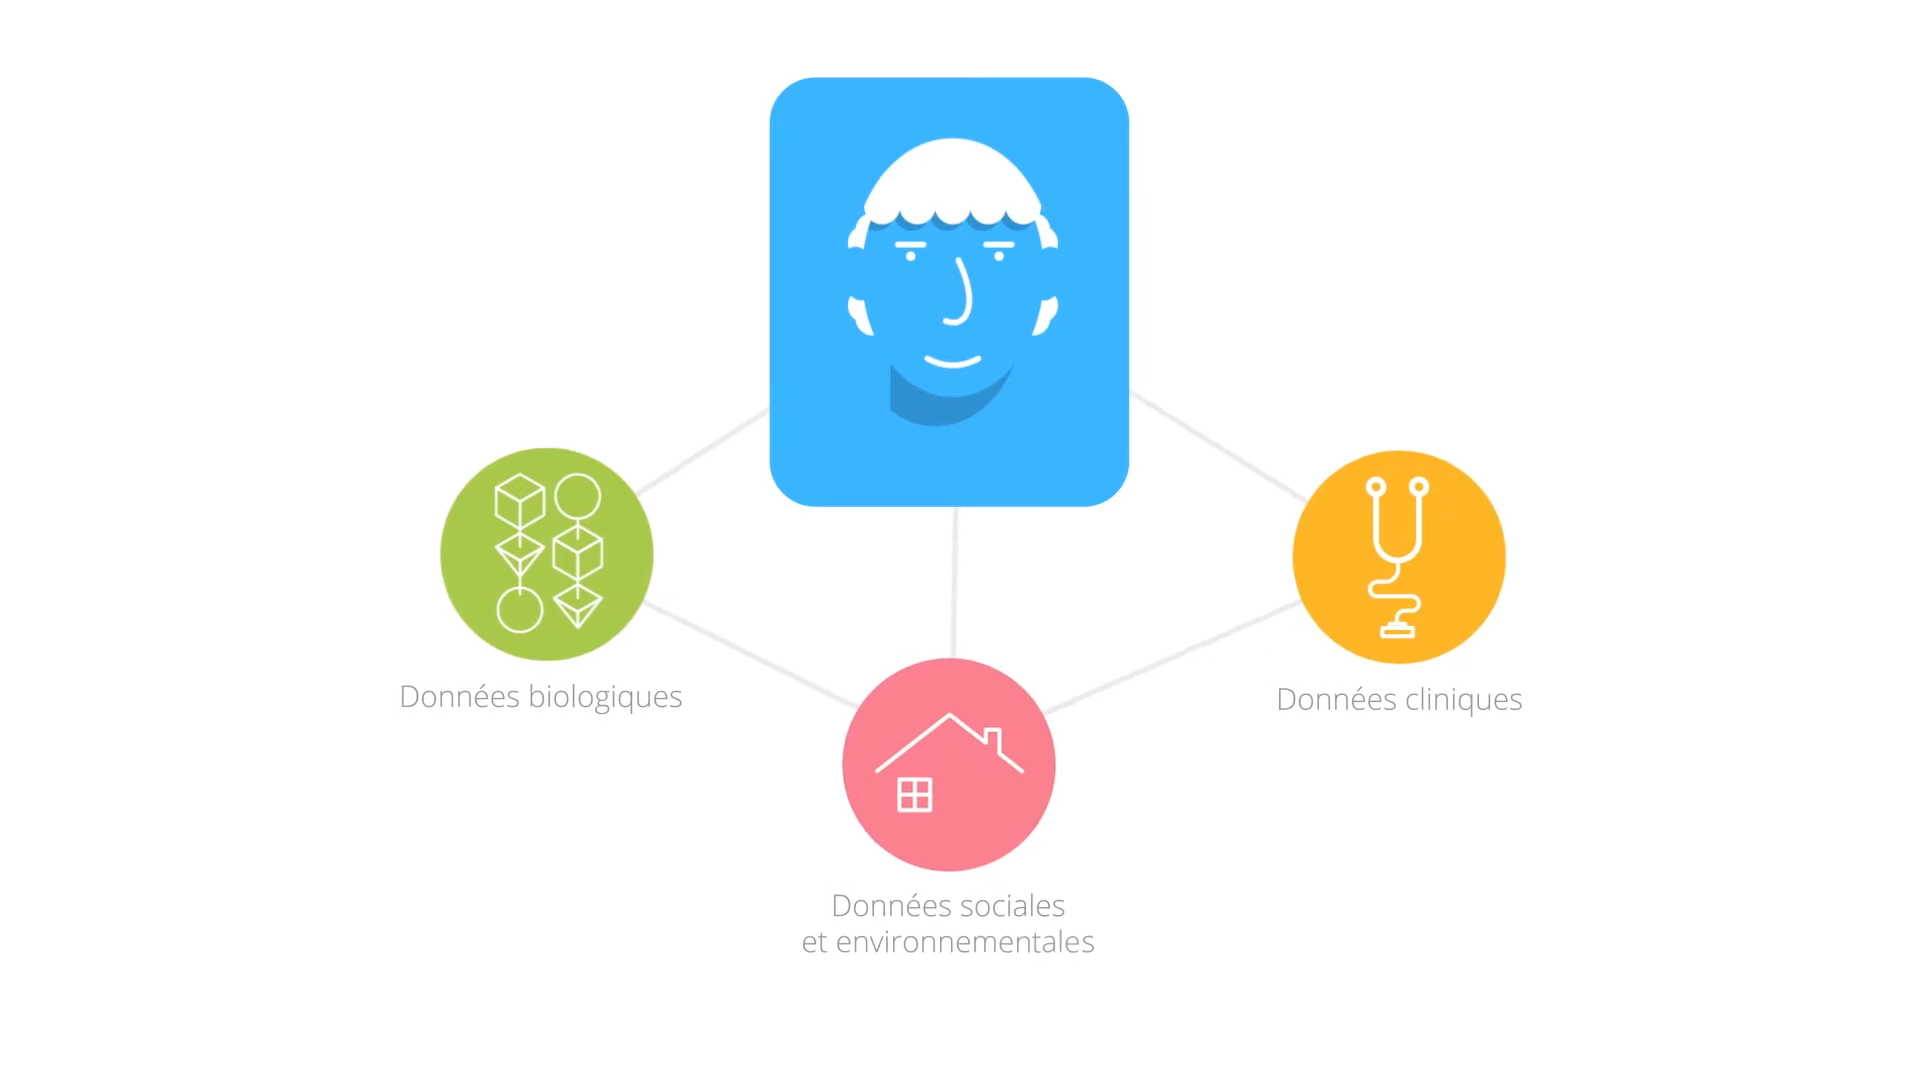 Données biologiques
Données cliniques
Données sociales
et environnementales